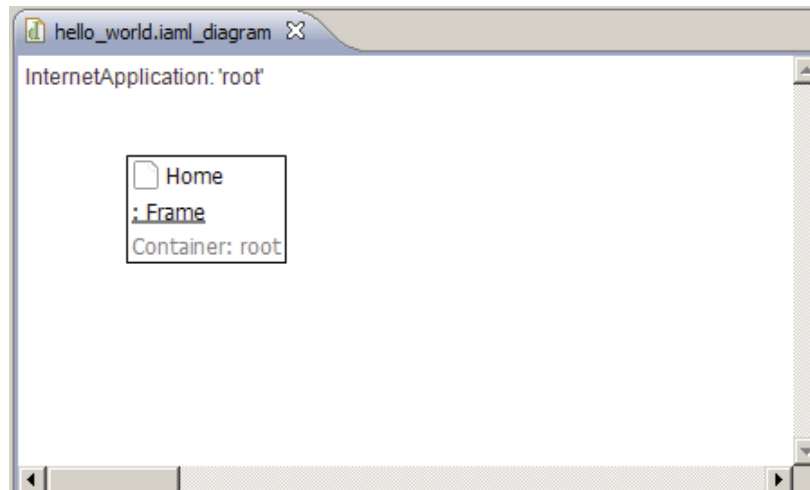 hello_world.iaml_diagram
InternetApplication: 'root'
Home
: Frame
Container: root